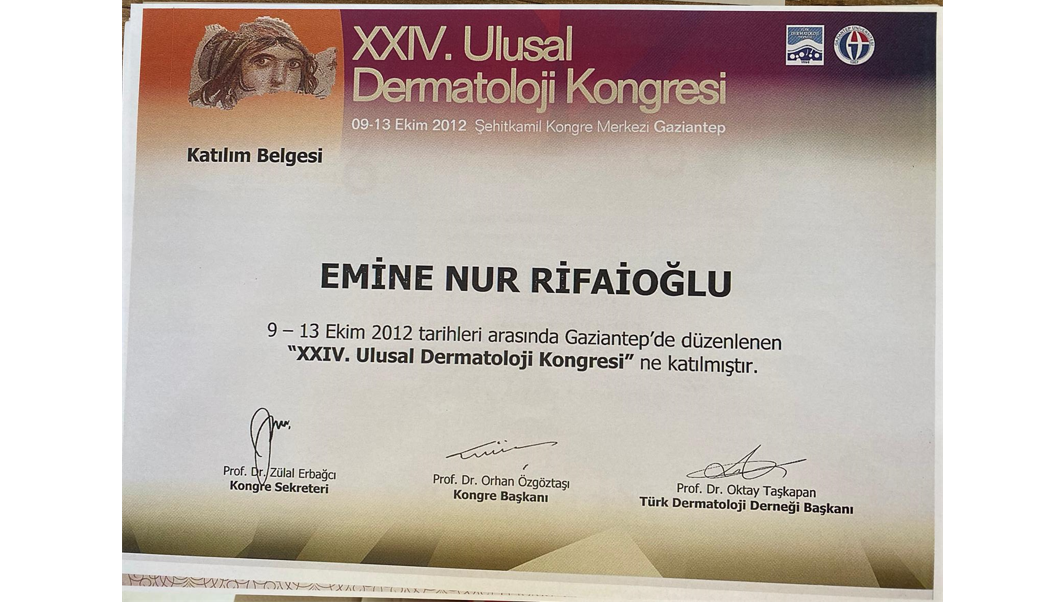 XXIV. Ulusal
Dermatoloji Kongresi
09-13 Ekim 2012 Şehitkamil Kongre Merkezi Gaziantep
Katılım Belgesi
EMİNE NUR RİFAİOĞLU
9 – 13 Ekim 2012 tarihleri arasında Gaziantep’de düzenlenen
“XXIV. Ulusal Dermatoloji Kongresi” ne katılmıştır.
Prof. Dr. Zülal Erbağcı
Kongre Sekreteri
Prof. Dr. Orhan Özgöztaşı
Kongre Başkanı
Prof. Dr. Oktay Taşkapan
Türk Dermatoloji Derneği Başkanı